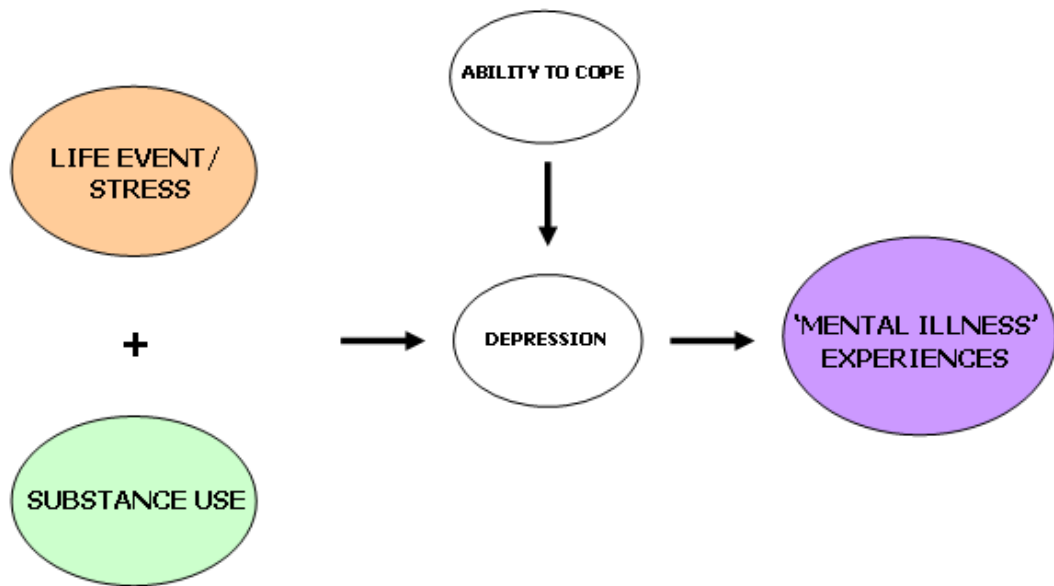 ABILITY TO COPE
LIFE EVENT/
STRESS
+
DEPRESSION
'MENTAL ILLNESS'
EXPERIENCES
SUBSTANCE USE